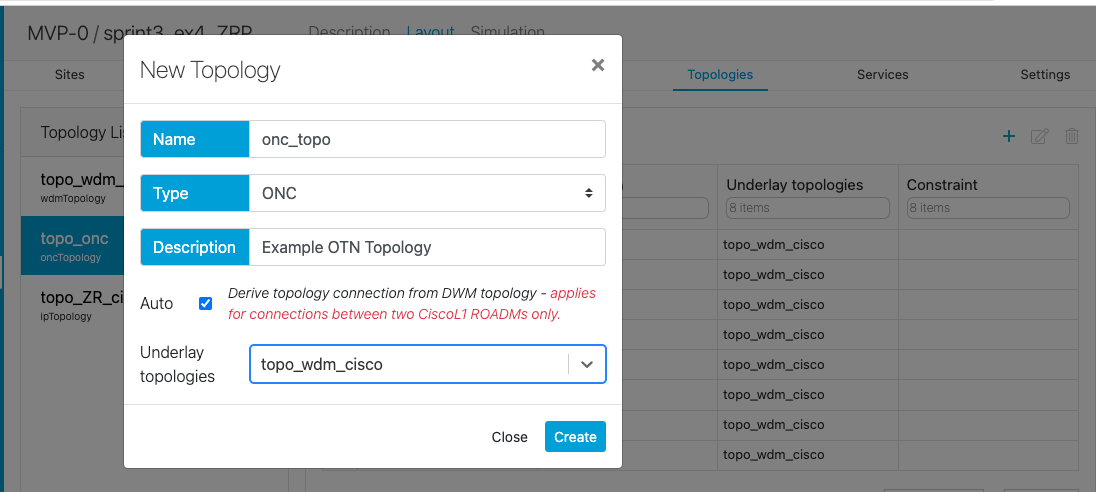 MVP-0 / sprint3_ex4_ZRP
Description Layout Simulation
Sites
Topologies
Services
Settings
New Topology
×
Topology Li
topo_wdm_
wdmTopology
topo_onc
oncTopology
topo_ZR_ci
ipTopology
Name
onc_topo
Type
ONC
Description
Example OTN Topology
Auto
Derive topology connection from DWM topology - applies
for connections between two CiscoL1 ROADMs only.
Underlay
topologies
topo_wdm_cisco
Close
Create
+
Underlay topologies
Constraint
8 items
8 items
topo_wdm_cisco
topo_wdm_cisco
topo_wdm_cisco
topo_wdm_cisco
topo_wdm_cisco
topo_wdm_cisco
topo_wdm_cisco
topo_wdm_cisco